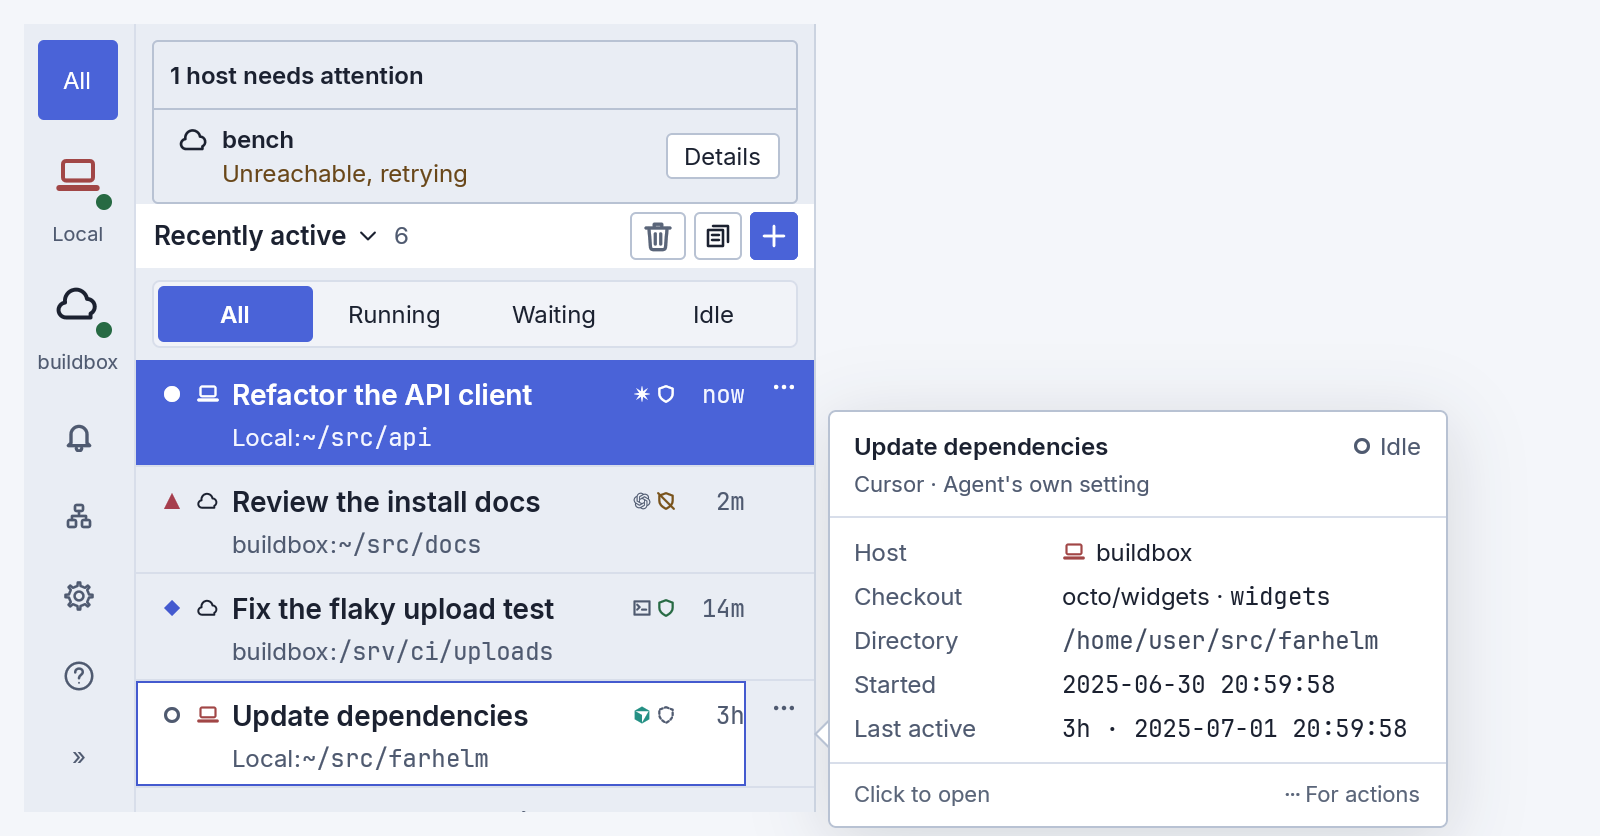 All
Local
buildbox
»
1 host needs attention
bench
Unreachable, retrying
Details
Recently active 6
All Running Waiting Idle
Refactor the API client now ···
Local:~/src/api
Review the install docs 2m
buildbox:~/src/docs
Fix the flaky upload test 14m
buildbox:/srv/ci/uploads
Update dependencies 3h ···
Local:~/src/farhelm
Update dependencies Idle
Cursor · Agent's own setting
Host buildbox
Checkout octo/widgets · widgets
Directory /home/user/src/farhelm
Started 2025-06-30 20:59:58
Last active 3h · 2025-07-01 20:59:58
Click to open ··· For actions